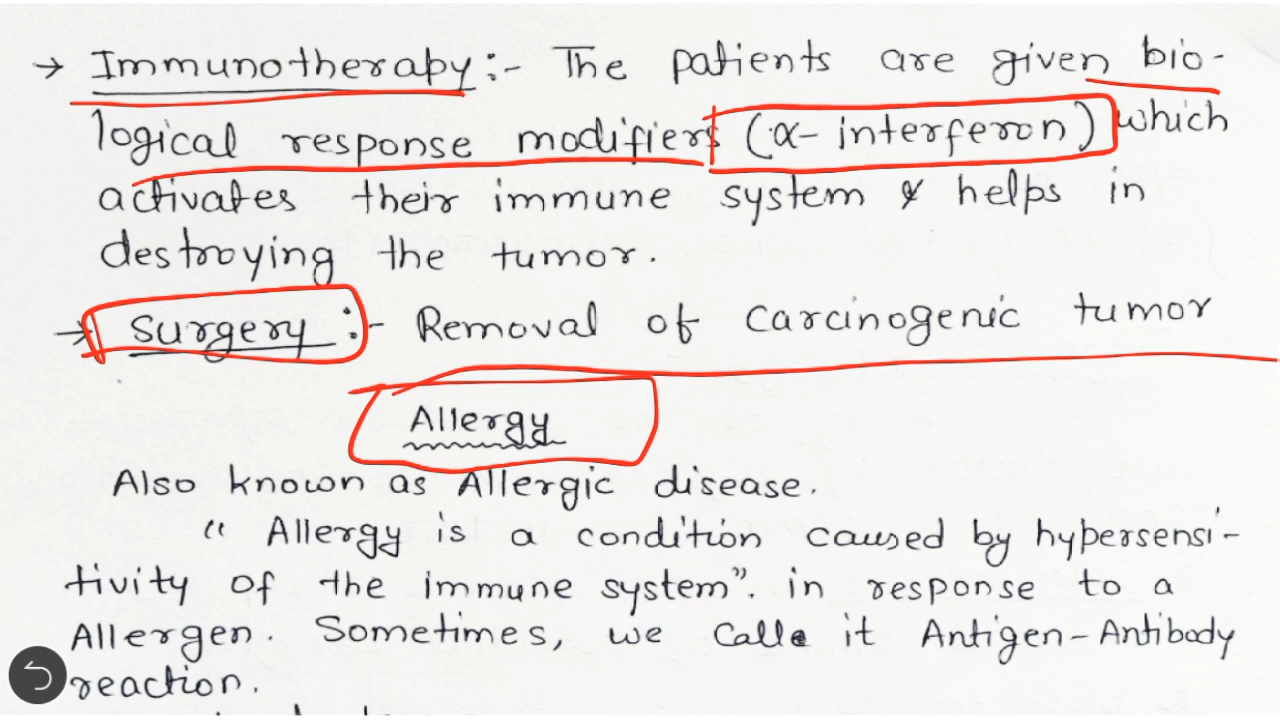 → Immunotherapy :- The patients are given bio-
logical response modifiers (α-interferon) which
activates their immune system & helps in
destroying the tumor.
→ Surgery :- Removal of carcinogenic tumor
Allergy
Also known as Allergic disease.
“ Allergy is a condition caused by hypersensi-
tivity of the immune system”. in response to a
Allergen. Sometimes, we calle it Antigen-Antibody
reaction.